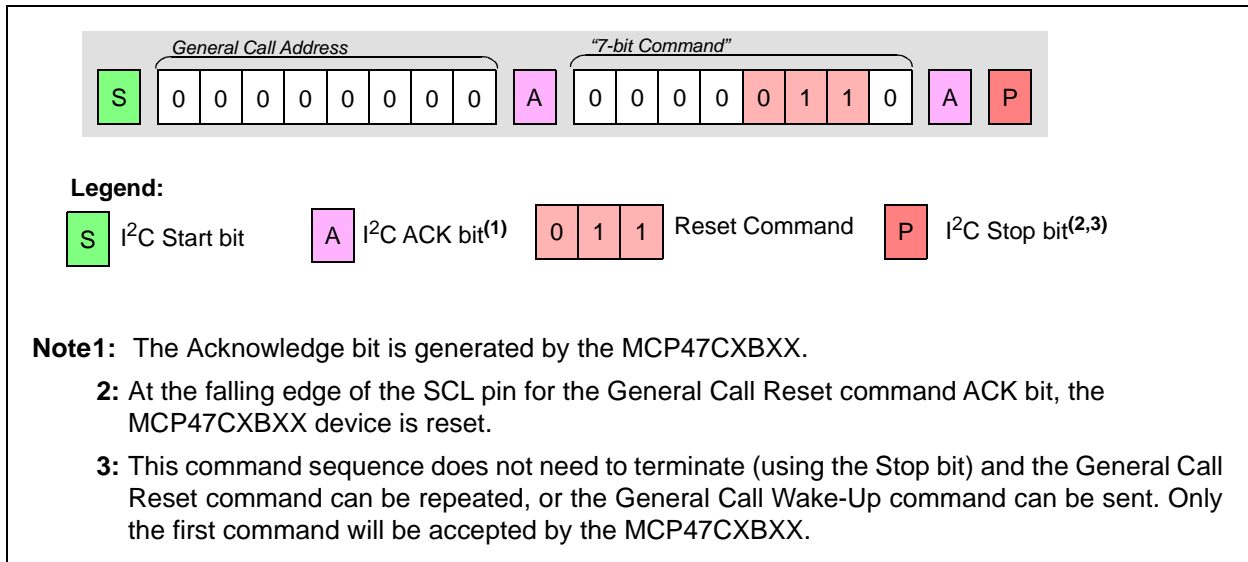 General Call Address “7-bit Command”
S 0 0 0 0 0 0 0 0 A 0 0 0 0 0 1 1 0 A P
Legend:
S I²C Start bit A I²C ACK bit(1) 0 1 1 Reset Command P I²C Stop bit(2,3)
Note1: The Acknowledge bit is generated by the MCP47CXBXX.
2: At the falling edge of the SCL pin for the General Call Reset command ACK bit, the
MCP47CXBXX device is reset.
3: This command sequence does not need to terminate (using the Stop bit) and the General Call
Reset command can be repeated, or the General Call Wake-Up command can be sent. Only
the first command will be accepted by the MCP47CXBXX.